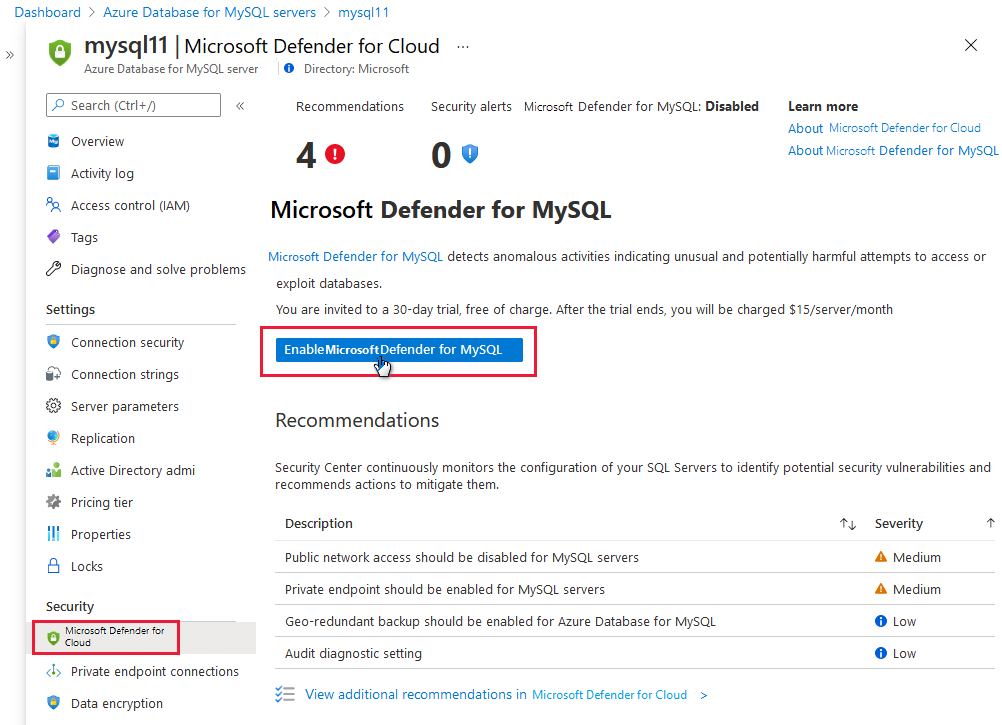 Dashboard > Azure Database for MySQL servers > mysql11
»
mysql11 | Microsoft Defender for Cloud ...
Azure Database for MySQL server | Directory: Microsoft
Search (Ctrl+/) «
Overview
Activity log
Access control (IAM)
Tags
Diagnose and solve problems
Settings
Connection security
Connection strings
Server parameters
Replication
Active Directory admi
Pricing tier
Properties
Locks
Security
Microsoft Defender for
Cloud
Private endpoint connections
Data encryption
Recommendations
4
Security alerts
0
Microsoft Defender for MySQL: Disabled
Learn more
About Microsoft Defender for Cloud
About Microsoft Defender for MySQL
Microsoft Defender for MySQL
Microsoft Defender for MySQL detects anomalous activities indicating unusual and potentially harmful attempts to access or
exploit databases.
You are invited to a 30-day trial, free of charge. After the trial ends, you will be charged $15/server/month
Enable Microsoft Defender for MySQL
Recommendations
Security Center continuously monitors the configuration of your SQL Servers to identify potential security vulnerabilities and
recommends actions to mitigate them.
Description ↑↓ Severity ↑
Public network access should be disabled for MySQL servers Medium
Private endpoint should be enabled for MySQL servers Medium
Geo-redundant backup should be enabled for Azure Database for MySQL Low
Audit diagnostic setting Low
View additional recommendations in Microsoft Defender for Cloud >